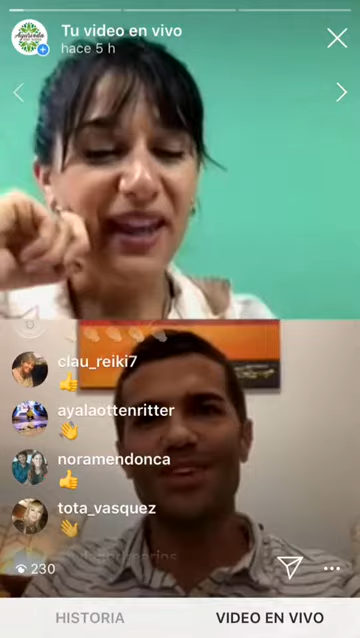 Tu video en vivo
hace 5 h
clau_reiki7
ayalaottenritter
noramendonca
tota_vasquez
230
HISTORIA
VIDEO EN VIVO